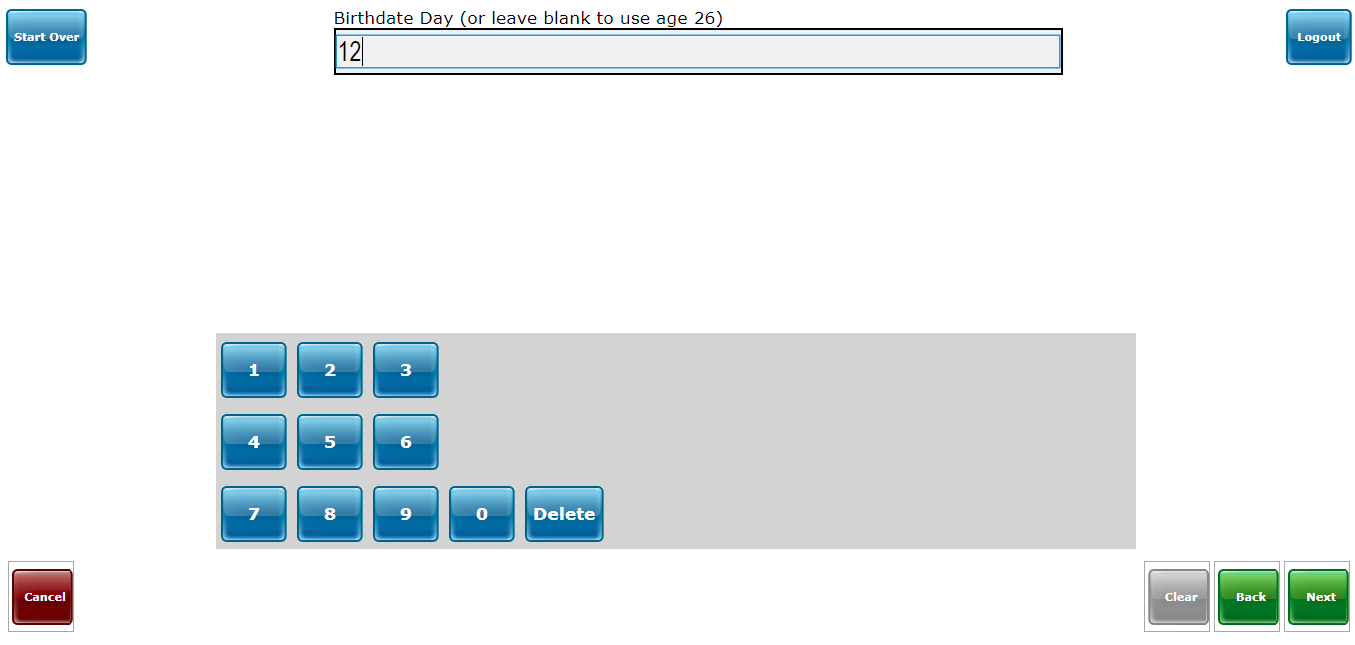 Start Over
Birthdate Day (or leave blank to use age 26)
12
Logout
1 2 3
4 5 6
7 8 9 0 Delete
Cancel
Clear Back Next